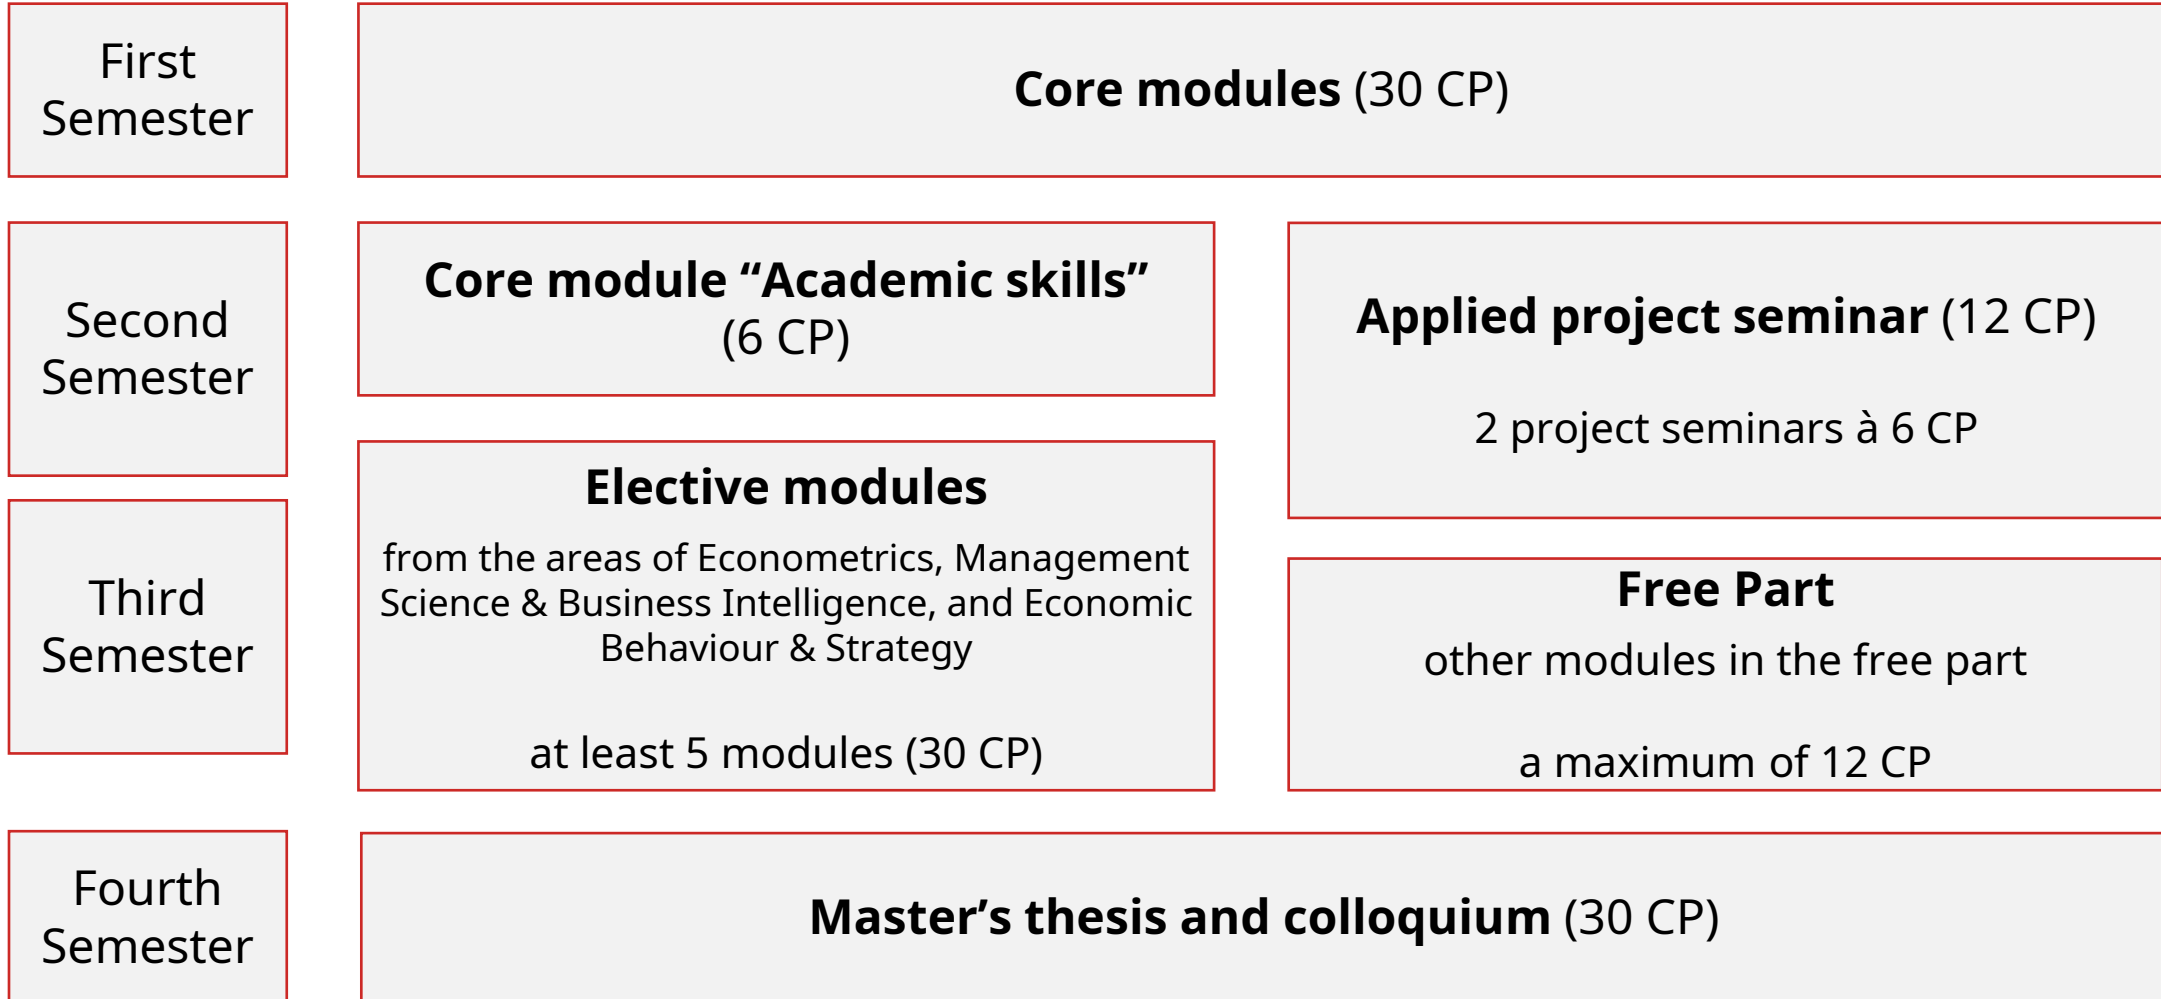 First
Semester
Core modules (30 CP)
Second
Semester
Core module “Academic skills”
(6 CP)
Applied project seminar (12 CP)
2 project seminars à 6 CP
Third
Semester
Elective modules
from the areas of Econometrics, Management
Science & Business Intelligence, and Economic
Behaviour & Strategy
at least 5 modules (30 CP)
Free Part
other modules in the free part
a maximum of 12 CP
Fourth
Semester
Master’s thesis and colloquium (30 CP)